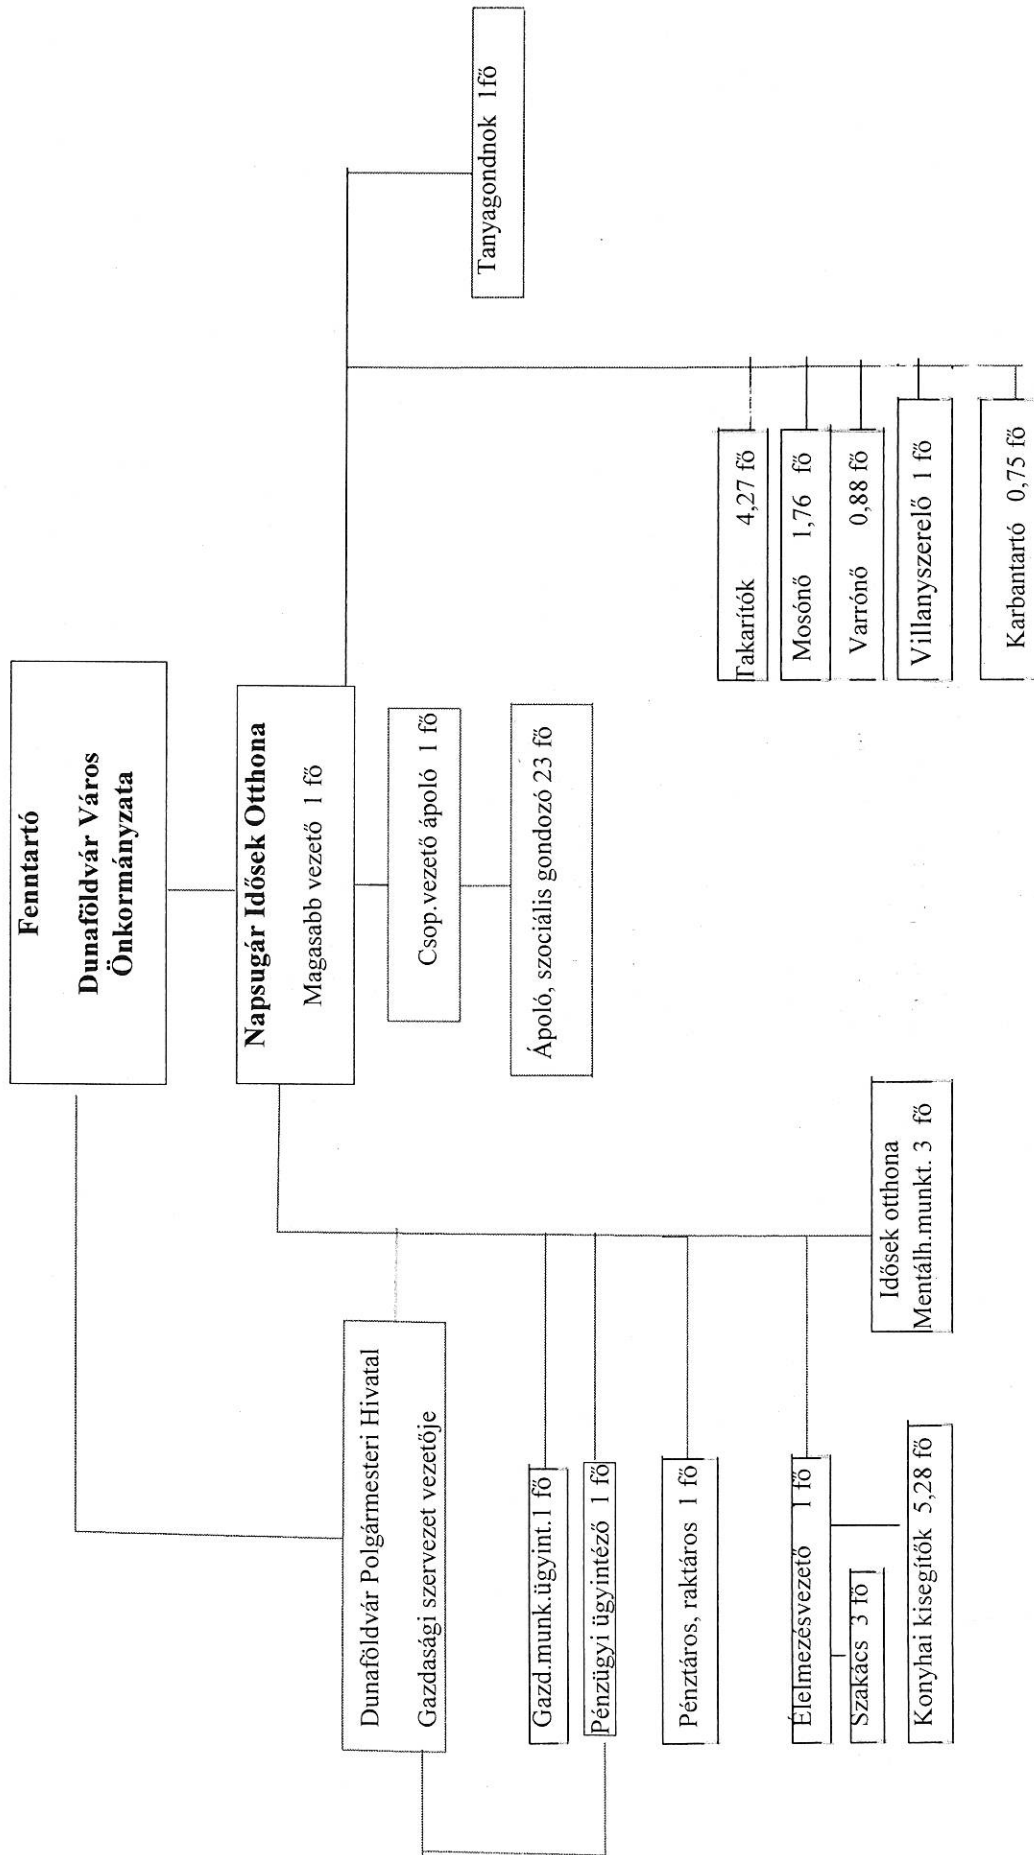 Fenntartó
Dunaföldvár Város
Önkormányzata
Napsugár Idősek Otthona
Magasabb vezető 1 fő
Dunaföldvár Polgármesteri Hivatal
Gazdasági szervezet vezetője
Csop.vezető ápoló 1 fő
Ápoló, szociális gondozó 23 fő
Tanyagondnok 1fő
Gazd.munk.ügyint.1 fő
Pénzügyi ügyintéző 1 fő
Pénztáros, raktáros 1 fő
Élelmezésvezető 1 fő
Szakács 3 fő
Konyhai kisegítők 5,28 fő
Idősek otthona
Mentálh.munkt. 3 fő
Takarítók 4,27 fő
Mosónő 1,76 fő
Varrónő 0,88 fő
Villanyszerelő 1 fő
Karbantartó 0,75 fő